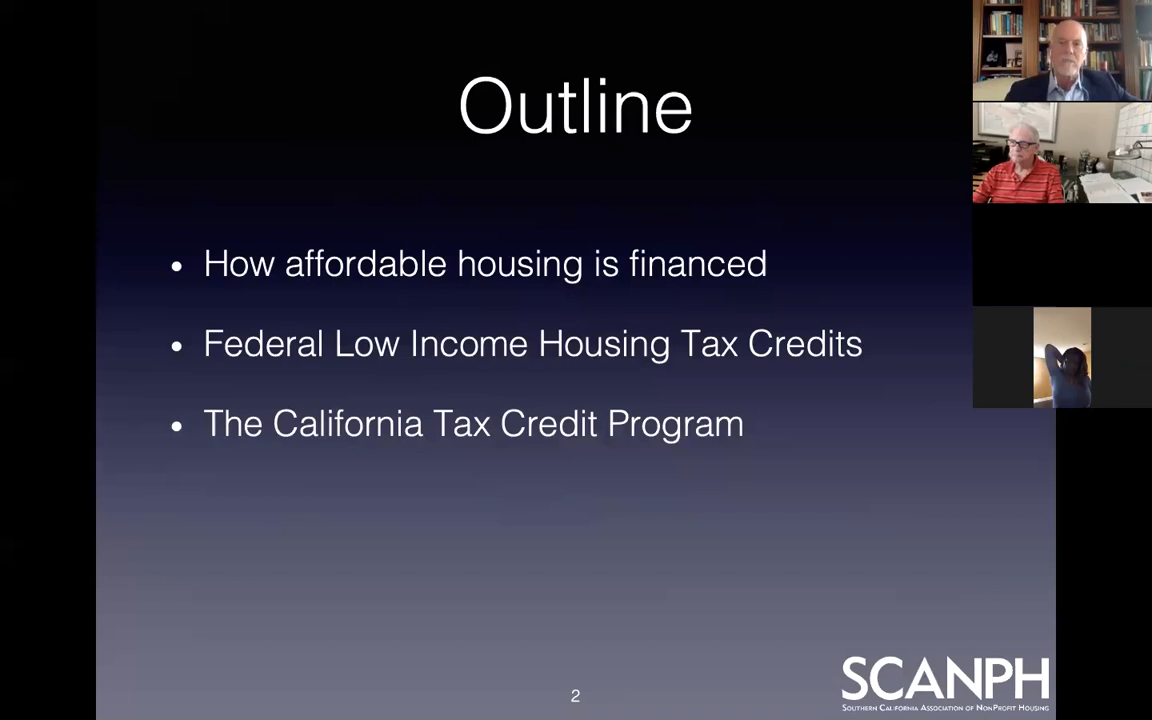 Outline
• How affordable housing is financed
• Federal Low Income Housing Tax Credits
• The California Tax Credit Program
SCANPH
SOUTHERN CALIFORNIA ASSOCIATION OF NONPROFIT HOUSING
2